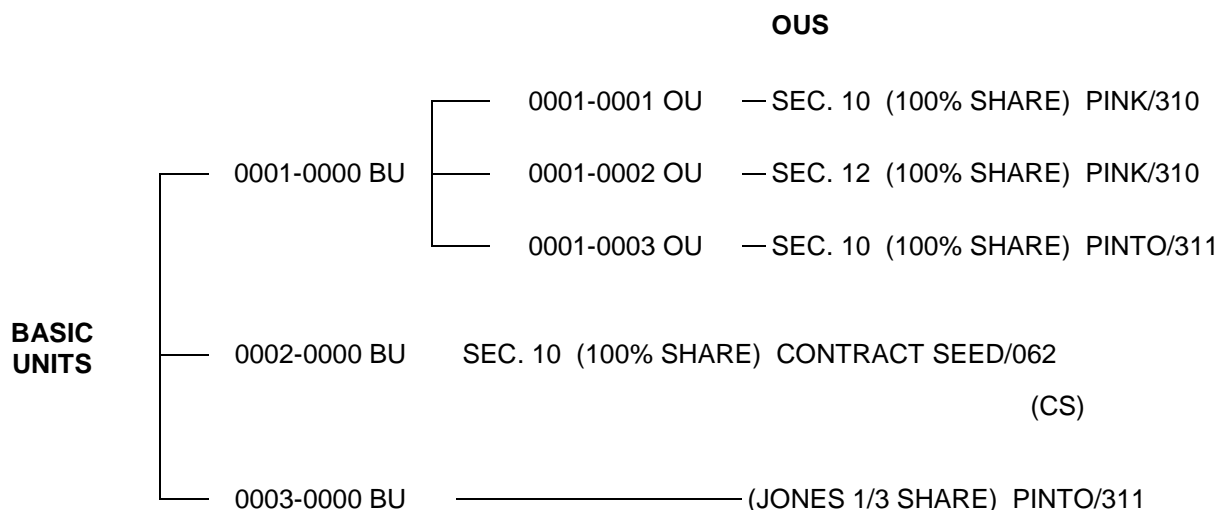 OUS
0001-0001 OU SEC. 10 (100% SHARE) PINK/310
0001-0000 BU 0001-0002 OU SEC. 12 (100% SHARE) PINK/310
0001-0003 OU SEC. 10 (100% SHARE) PINTO/311
BASIC
UNITS
0002-0000 BU SEC. 10 (100% SHARE) CONTRACT SEED/062
(CS)
0003-0000 BU (JONES 1/3 SHARE) PINTO/311